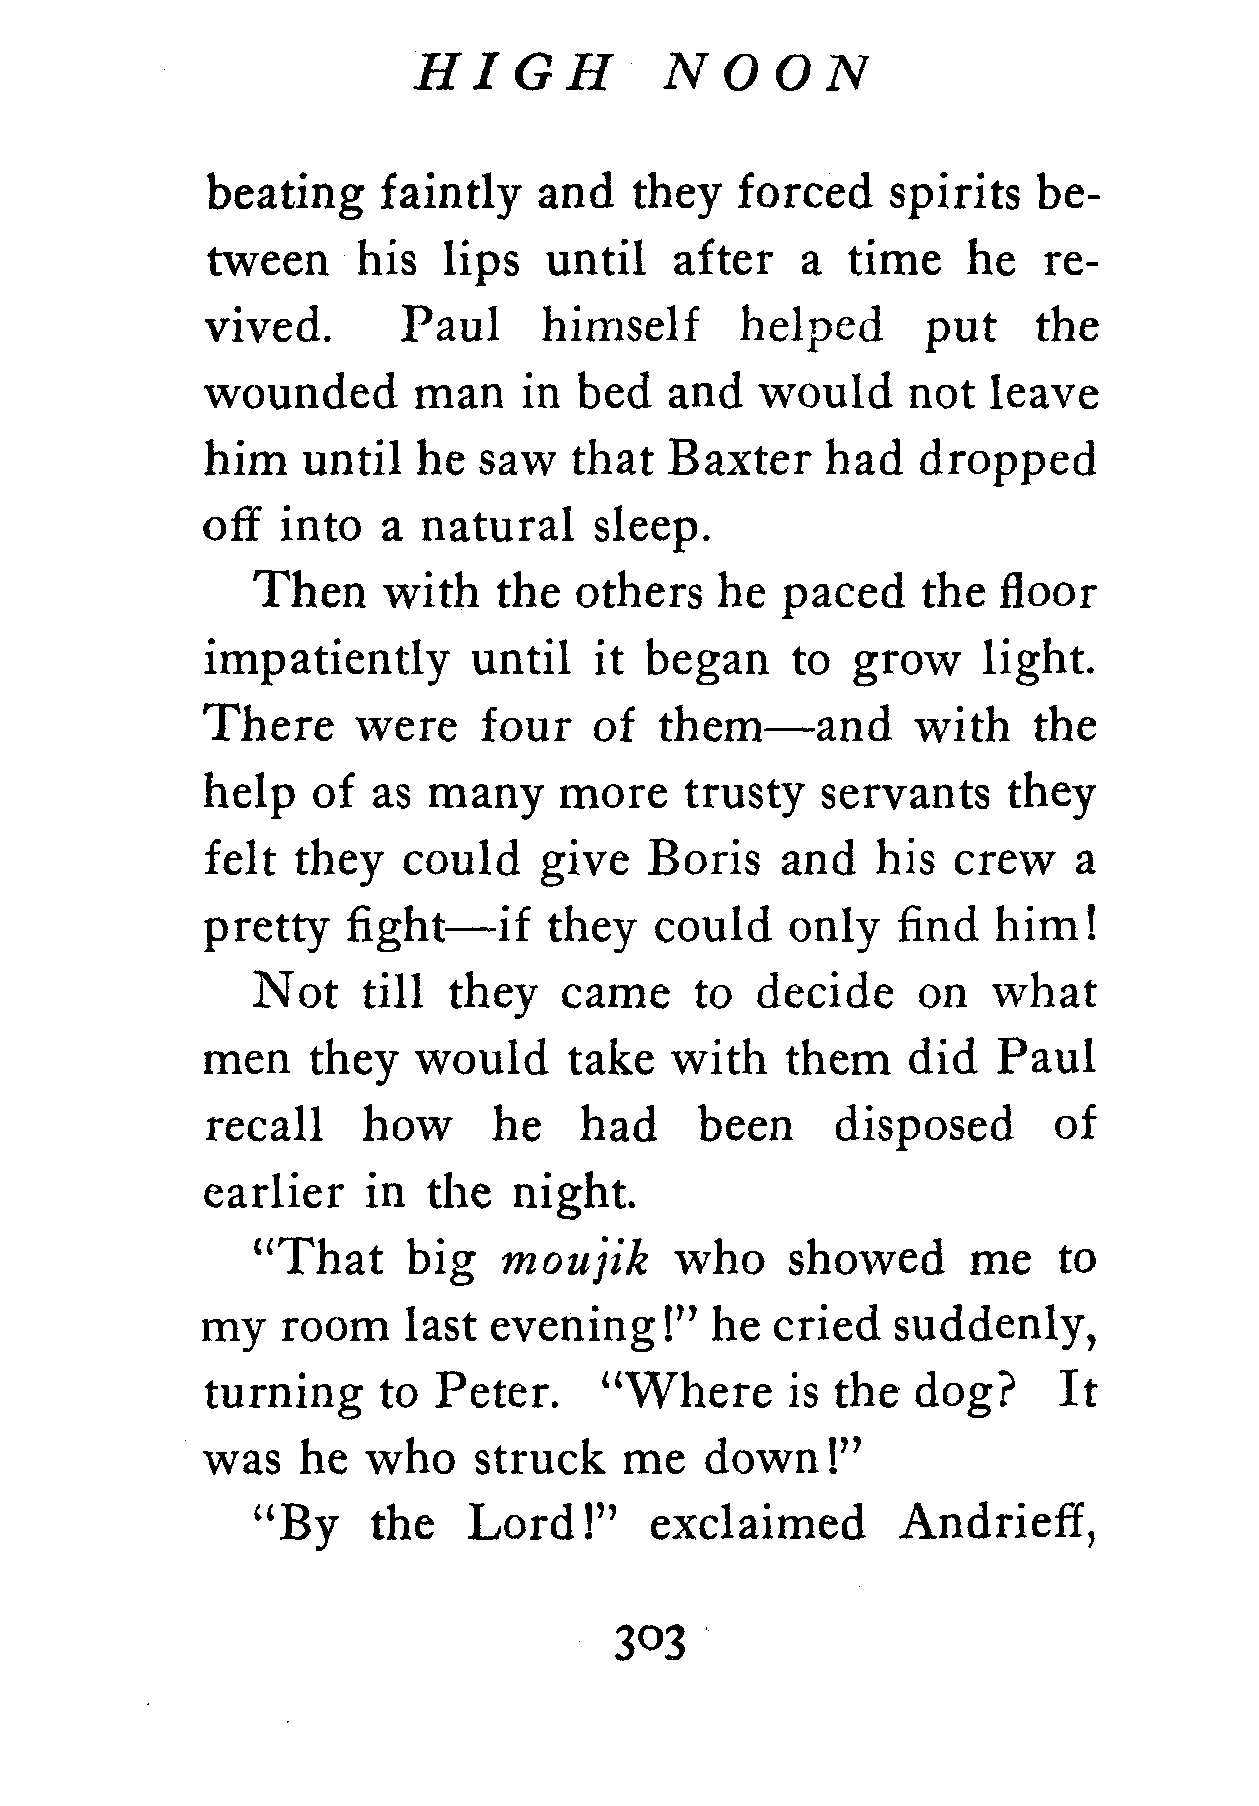 HIGH NOON
beating faintly and they forced spirits be-
tween his lips until after a time he re-
vived. Paul himself helped put the
wounded man in bed and would not leave
him until he saw that Baxter had dropped
off into a natural sleep.
Then with the others he paced the floor
impatiently until it began to grow light.
There were four of them—and with the
help of as many more trusty servants they
felt they could give Boris and his crew a
pretty fight—if they could only find him!
Not till they came to decide on what
men they would take with them did Paul
recall how he had been disposed of
earlier in the night.
“That big moujik who showed me to
my room last evening!” he cried suddenly,
turning to Peter. “Where is the dog? It
was he who struck me down!”
“By the Lord!” exclaimed Andrieff,
303